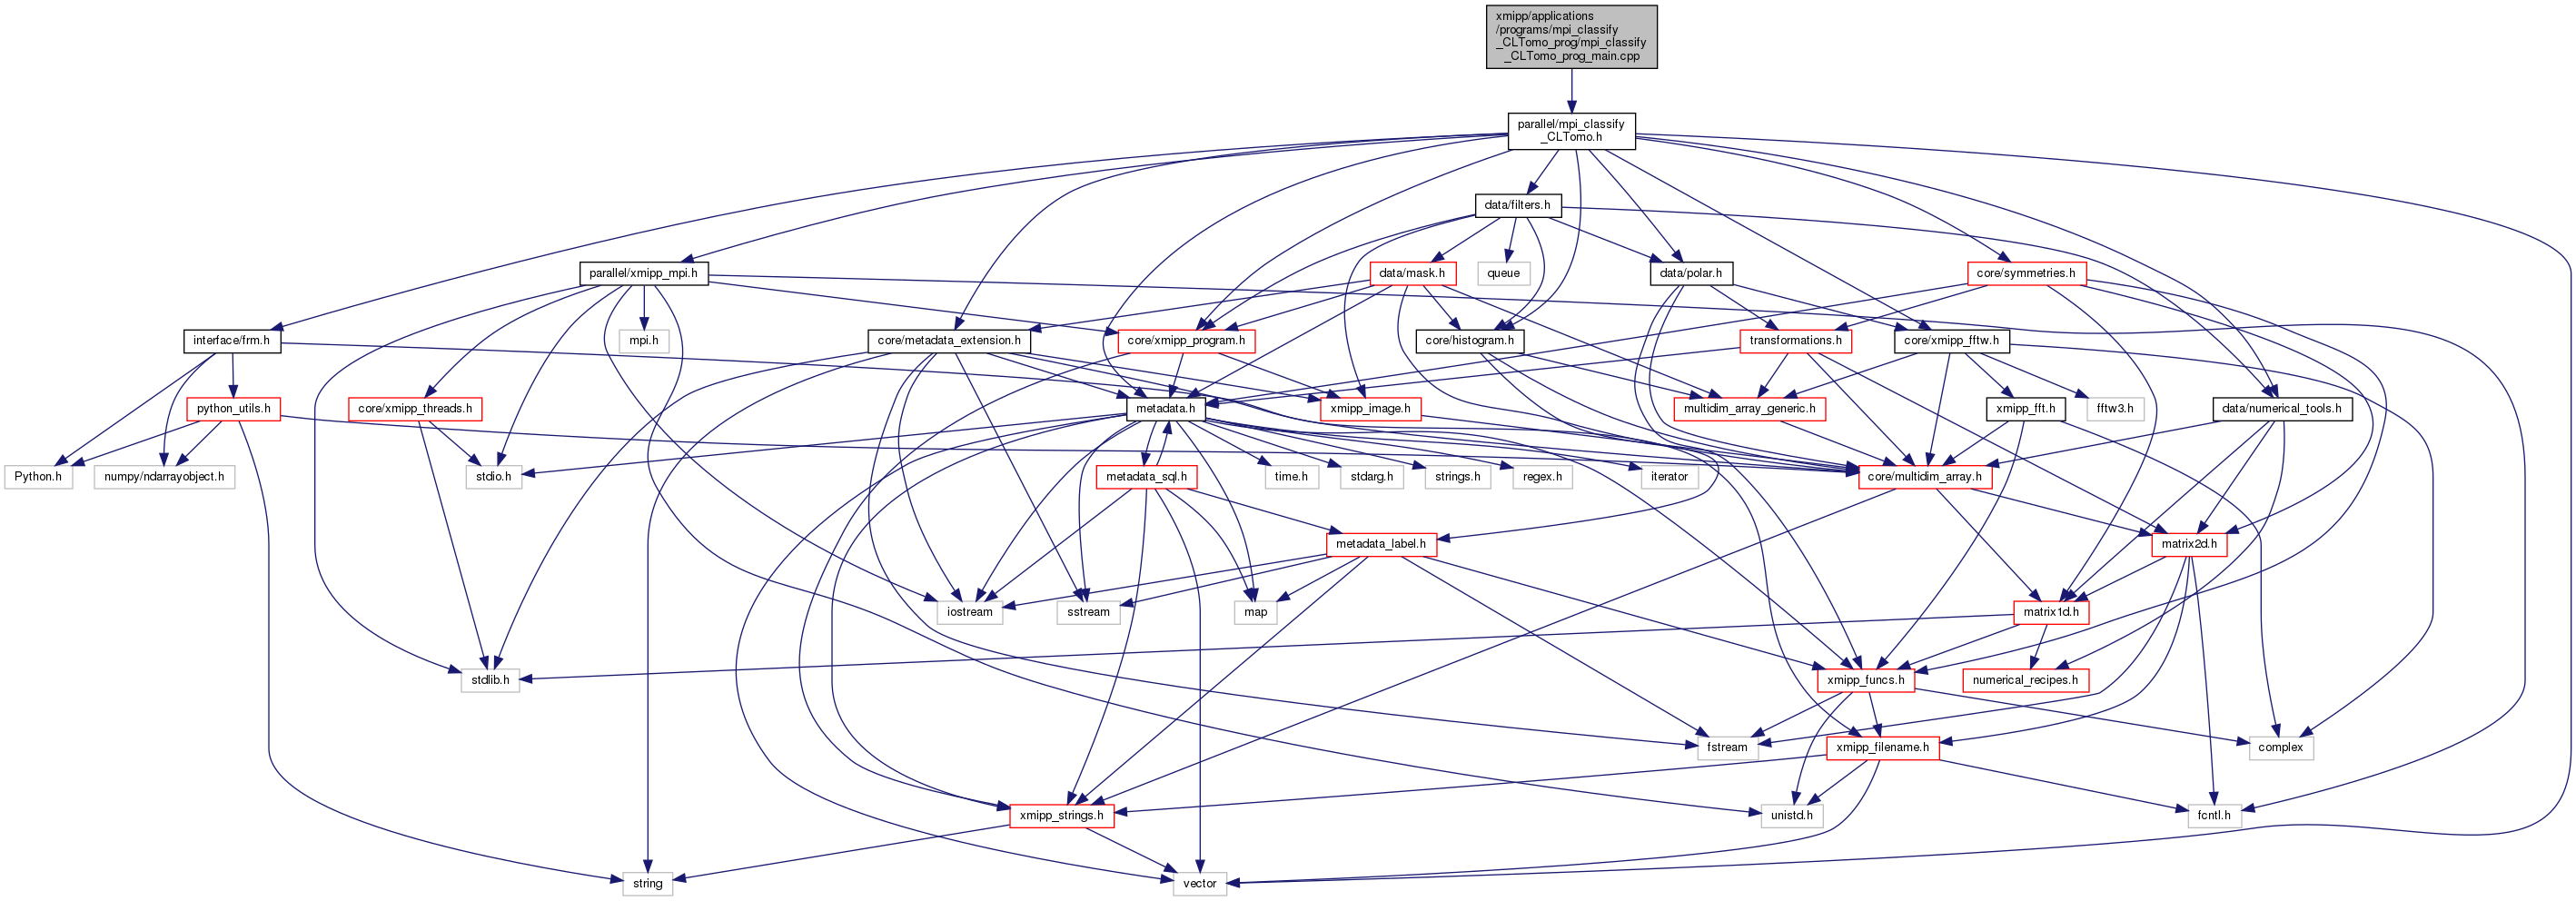 xmipp/applications
/programs/mpi_classify
_CLTomo_prog/mpi_classify
_CLTomo_prog_main.cpp
parallel/mpi_classify
_CLTomo.h
data/filters.h
parallel/xmipp_mpi.h
data/mask.h
queue
data/polar.h
core/symmetries.h
interface/frm.h
mpi.h
core/metadata_extension.h
core/xmipp_program.h
core/histogram.h
transformations.h
core/xmipp_fftw.h
python_utils.h
core/xmipp_threads.h
metadata.h
xmipp_image.h
multidim_array_generic.h
xmipp_fft.h
fftw3.h
data/numerical_tools.h
Python.h
numpy/ndarrayobject.h
stdio.h
metadata_sql.h
time.h
stdarg.h
strings.h
regex.h
iterator
core/multidim_array.h
metadata_label.h
matrix2d.h
iostream
sstream
map
matrix1d.h
stdlib.h
xmipp_funcs.h
numerical_recipes.h
fstream
xmipp_filename.h
complex
xmipp_strings.h
unistd.h
fcntl.h
string
vector